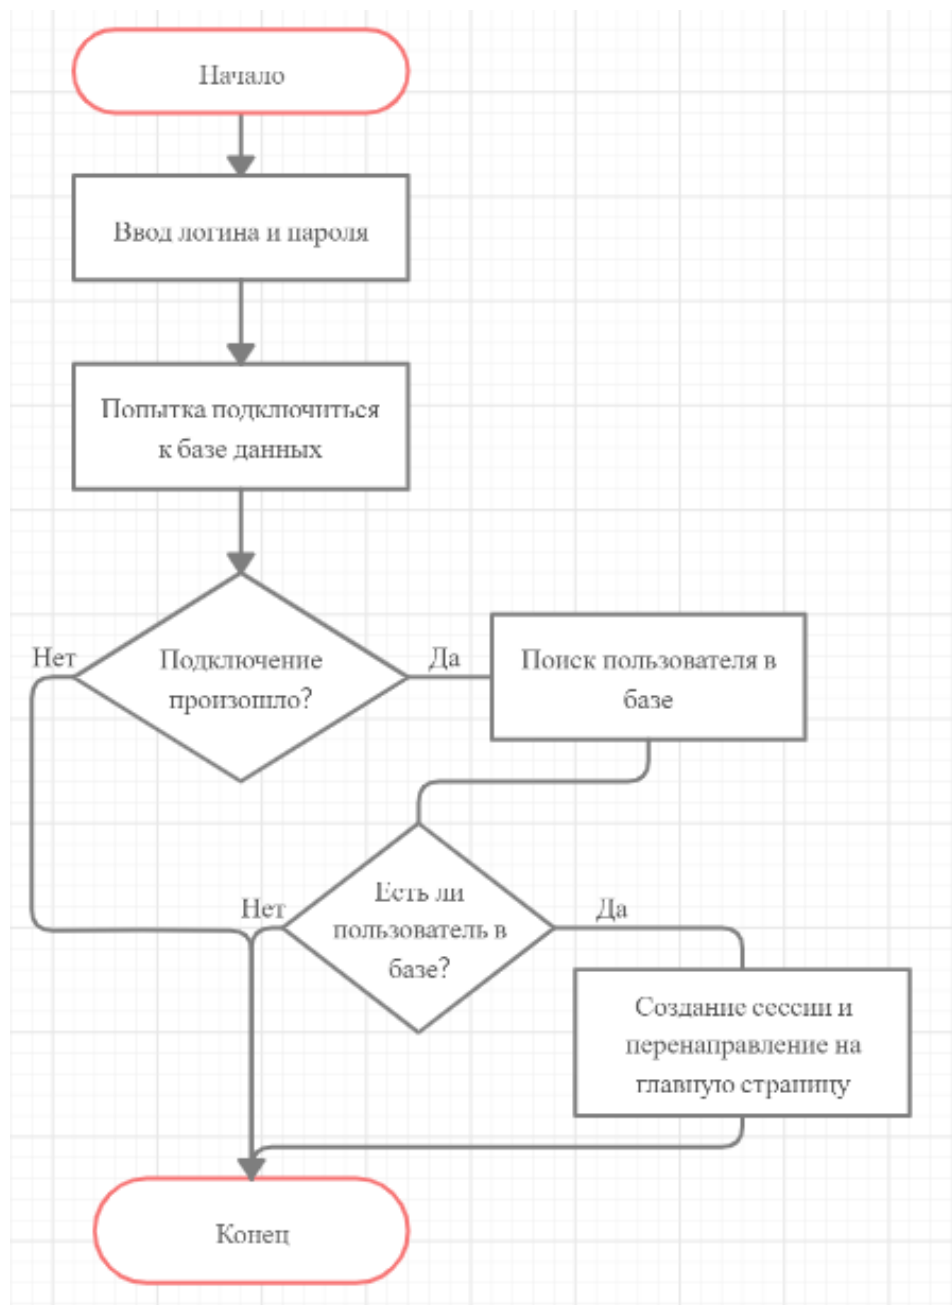 Начало
Ввод логина и пароля
Попытка подключиться
к базе данных
Нет
Подключение
произошло?
Да
Поиск пользователя в
базе
Нет
Есть ли
пользователь в
базе?
Да
Создание сессии и
перенаправление на
главную страницу
Конец